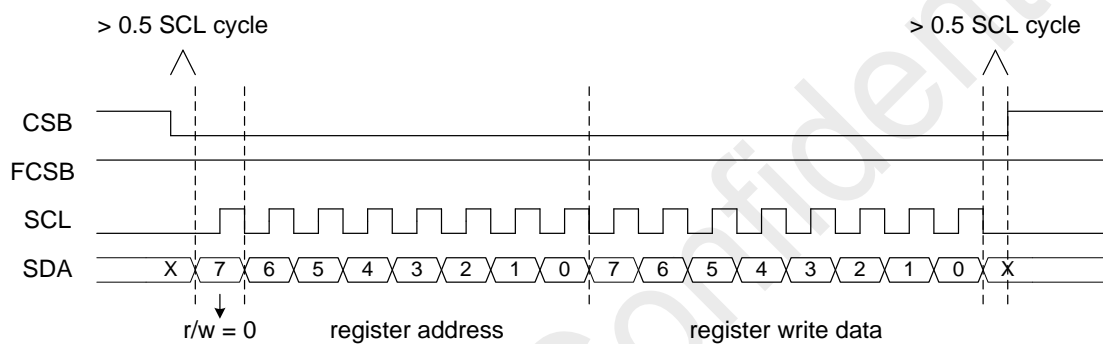 > 0.5 SCL cycle > 0.5 SCL cycle
CSB
FCSB
SCL
SDA X 7 6 5 4 3 2 1 0 7 6 5 4 3 2 1 0 X
r/w = 0 register address register write data
Confident